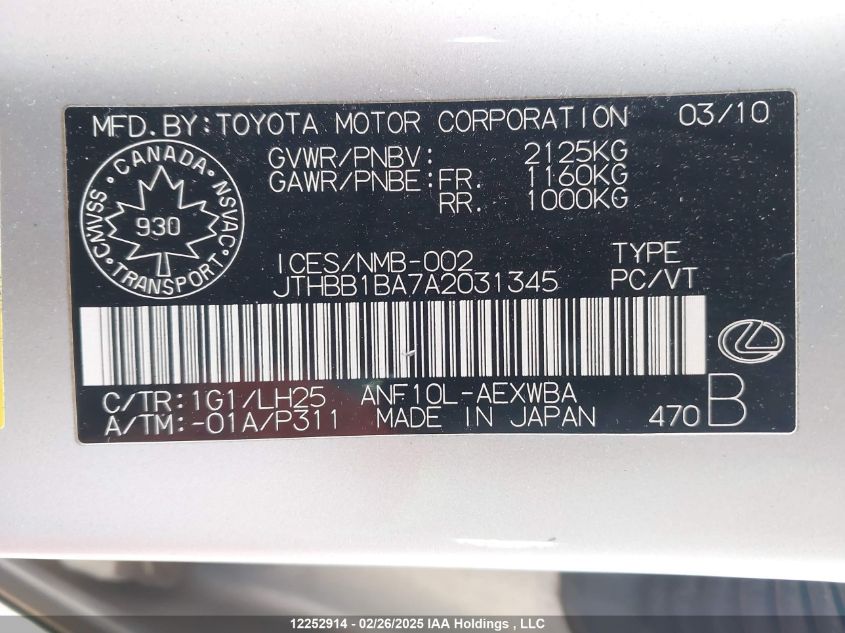 MFD.BY:TOYOTA MOTOR CORPORATION 03/10
GVWR/PNBV: 2125KG
GAWR/PNBE:FR. 1160KG
RR. 1000KG
CANADA
CMVSS NSVAC
930
TRANSPORT
ICES/NMB-002 TYPE
JTHBB1BA7A2031345 PC/VT
C/TR:1G1/LH25 ANF10L-AEXWBA
A/TM:-01A/P311 MADE IN JAPAN 470 B
12252914 - 02/26/2025 IAA Holdings , LLC